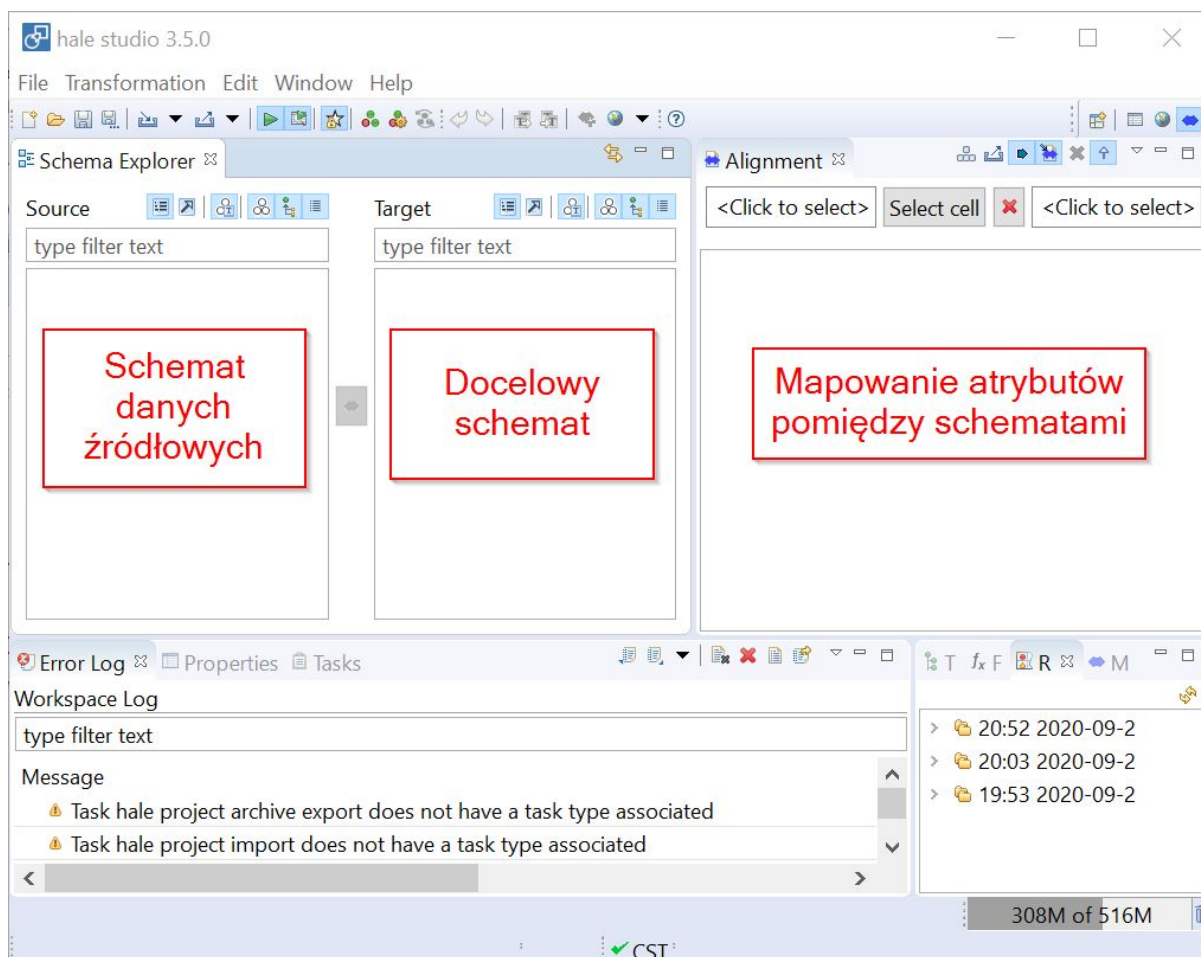 hale studio 3.5.0
File Transformation Edit Window Help
Schema Explorer
Alignment
Source
Target
<Click to select> Select cell <Click to select>
type filter text
type filter text
Schemat
danych
źródłowych
Docelowy
schemat
Mapowanie atrybutów
pomiędzy schematami
Error Log Properties Tasks
T fx F R M
Workspace Log
type filter text
Message
Task hale project archive export does not have a task type associated
Task hale project import does not have a task type associated
20:52 2020-09-2
20:03 2020-09-2
19:53 2020-09-2
308M of 516M
CST